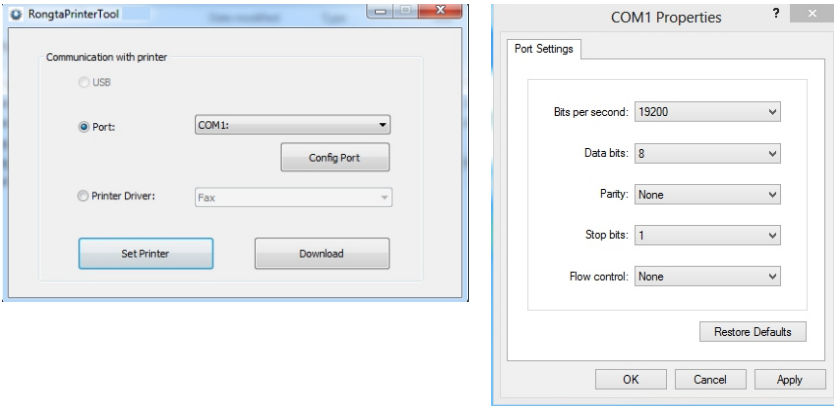 RongtaPrinterTool
Communication with printer
USB
Port: COM1:
Config Port
Printer Driver: Fax
Set Printer Download
COM1 Properties ?
Port Settings
Bits per second: 19200
Data bits: 8
Parity: None
Stop bits: 1
Flow control: None
Restore Defaults
OK Cancel Apply